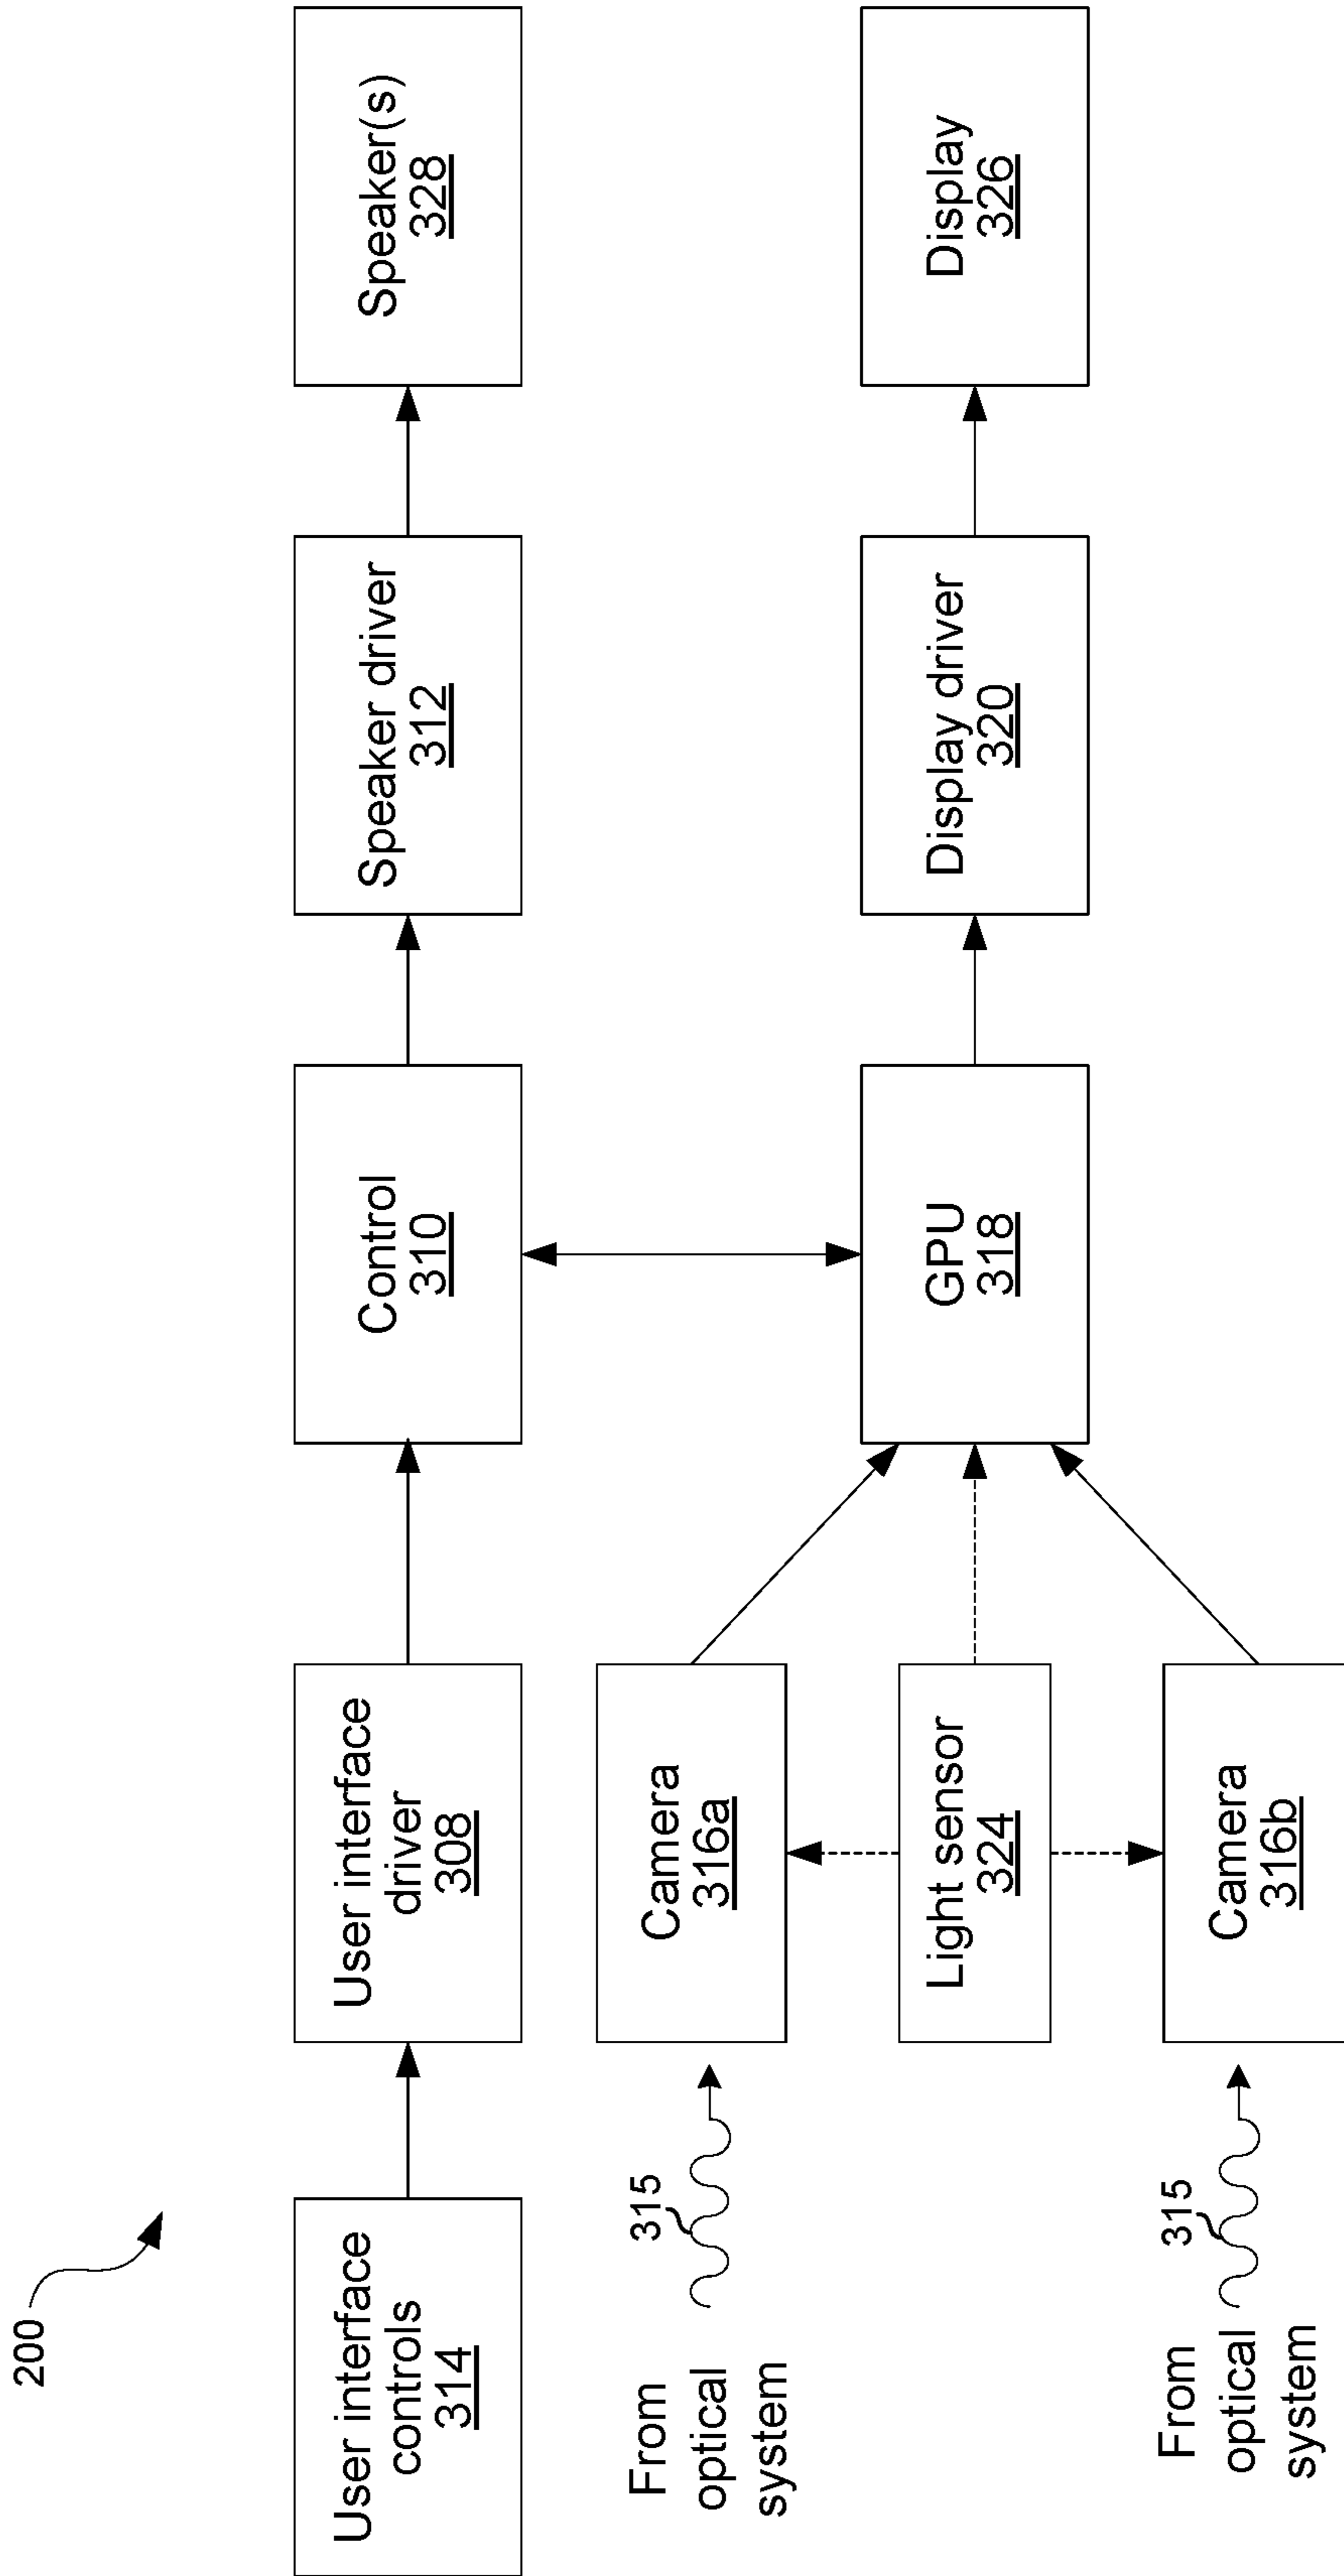 200
User interface
controls
314
User interface
driver
308
Control
310
Speaker driver
312
Speaker(s)
328
From
optical
system
315
Camera
316a
Light sensor
324
GPU
318
Display driver
320
Display
326
From
optical
system
315
Camera
316b